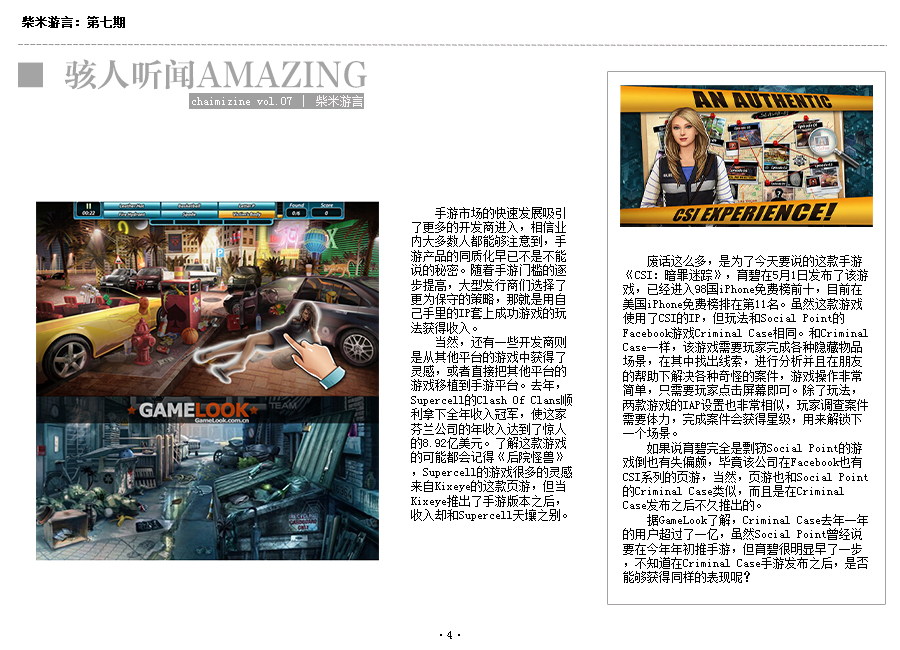 柴米游言：第七期
骇人听闻AMAZING
chaimizine vol.07 | 柴米游言
00:22
Leather Hat
Basketball
Letter R
Fire Hydrant
Needle
Victim's Body
Found
0/6
Score
0
GAMELOOK
GameLook.com.cn
TEAM
手游市场的快速发展吸引
了更多的开发商进入，相信业
内大多数人都能够注意到，手
游产品的同质化早已不是不能
说的秘密。随着手游门槛的逐
步提高，大型发行商们选择了
更为保守的策略，那就是用自
己手里的IP套上成功游戏的玩
法获得收入。
当然，还有一些开发商则
是从其他平台的游戏中获得了
灵感，或者直接把其他平台的
游戏移植到手游平台。去年，
Supercell的Clash Of Clans顺
利拿下全年收入冠军，使这家
芬兰公司的年收入达到了惊人
的8.92亿美元。了解这款游戏
的可能都会记得《后院怪兽》
，Supercell的游戏很多的灵感
来自Kixeye的这款页游，但当
Kixeye推出了手游版本之后，
收入却和Supercell天壤之别。
AN AUTHENTIC
CSI EXPERIENCE!
废话这么多，是为了今天要说的这款手游
《CSI：暗罪迷踪》，育碧在5月1日发布了该游
戏，已经进入98国iPhone免费榜前十，目前在
美国iPhone免费榜排在第11名。虽然这款游戏
使用了CSI的IP，但玩法和Social Point的
Facebook游戏Criminal Case相同。和Criminal
Case一样，该游戏需要玩家完成各种隐藏物品
场景，在其中找出线索，进行分析并且在朋友
的帮助下解决各种奇怪的案件，游戏操作非常
简单，只需要玩家点击屏幕即可。除了玩法，
两款游戏的IAP设置也非常相似，玩家调查案件
需要体力，完成案件会获得星级，用来解锁下
一个场景。
如果说育碧完全是剽窃Social Point的游
戏倒也有失偏颇，毕竟该公司在Facebook也有
CSI系列的页游，当然，页游也和Social Point
的Criminal Case类似，而且是在Criminal
Case发布之后不久推出的。
据GameLook了解，Criminal Case去年一年
的用户超过了一亿，虽然Social Point曾经说
要在今年年初推手游，但育碧很明显早了一步
，不知道在Criminal Case手游发布之后，是否
能够获得同样的表现呢？
·4·